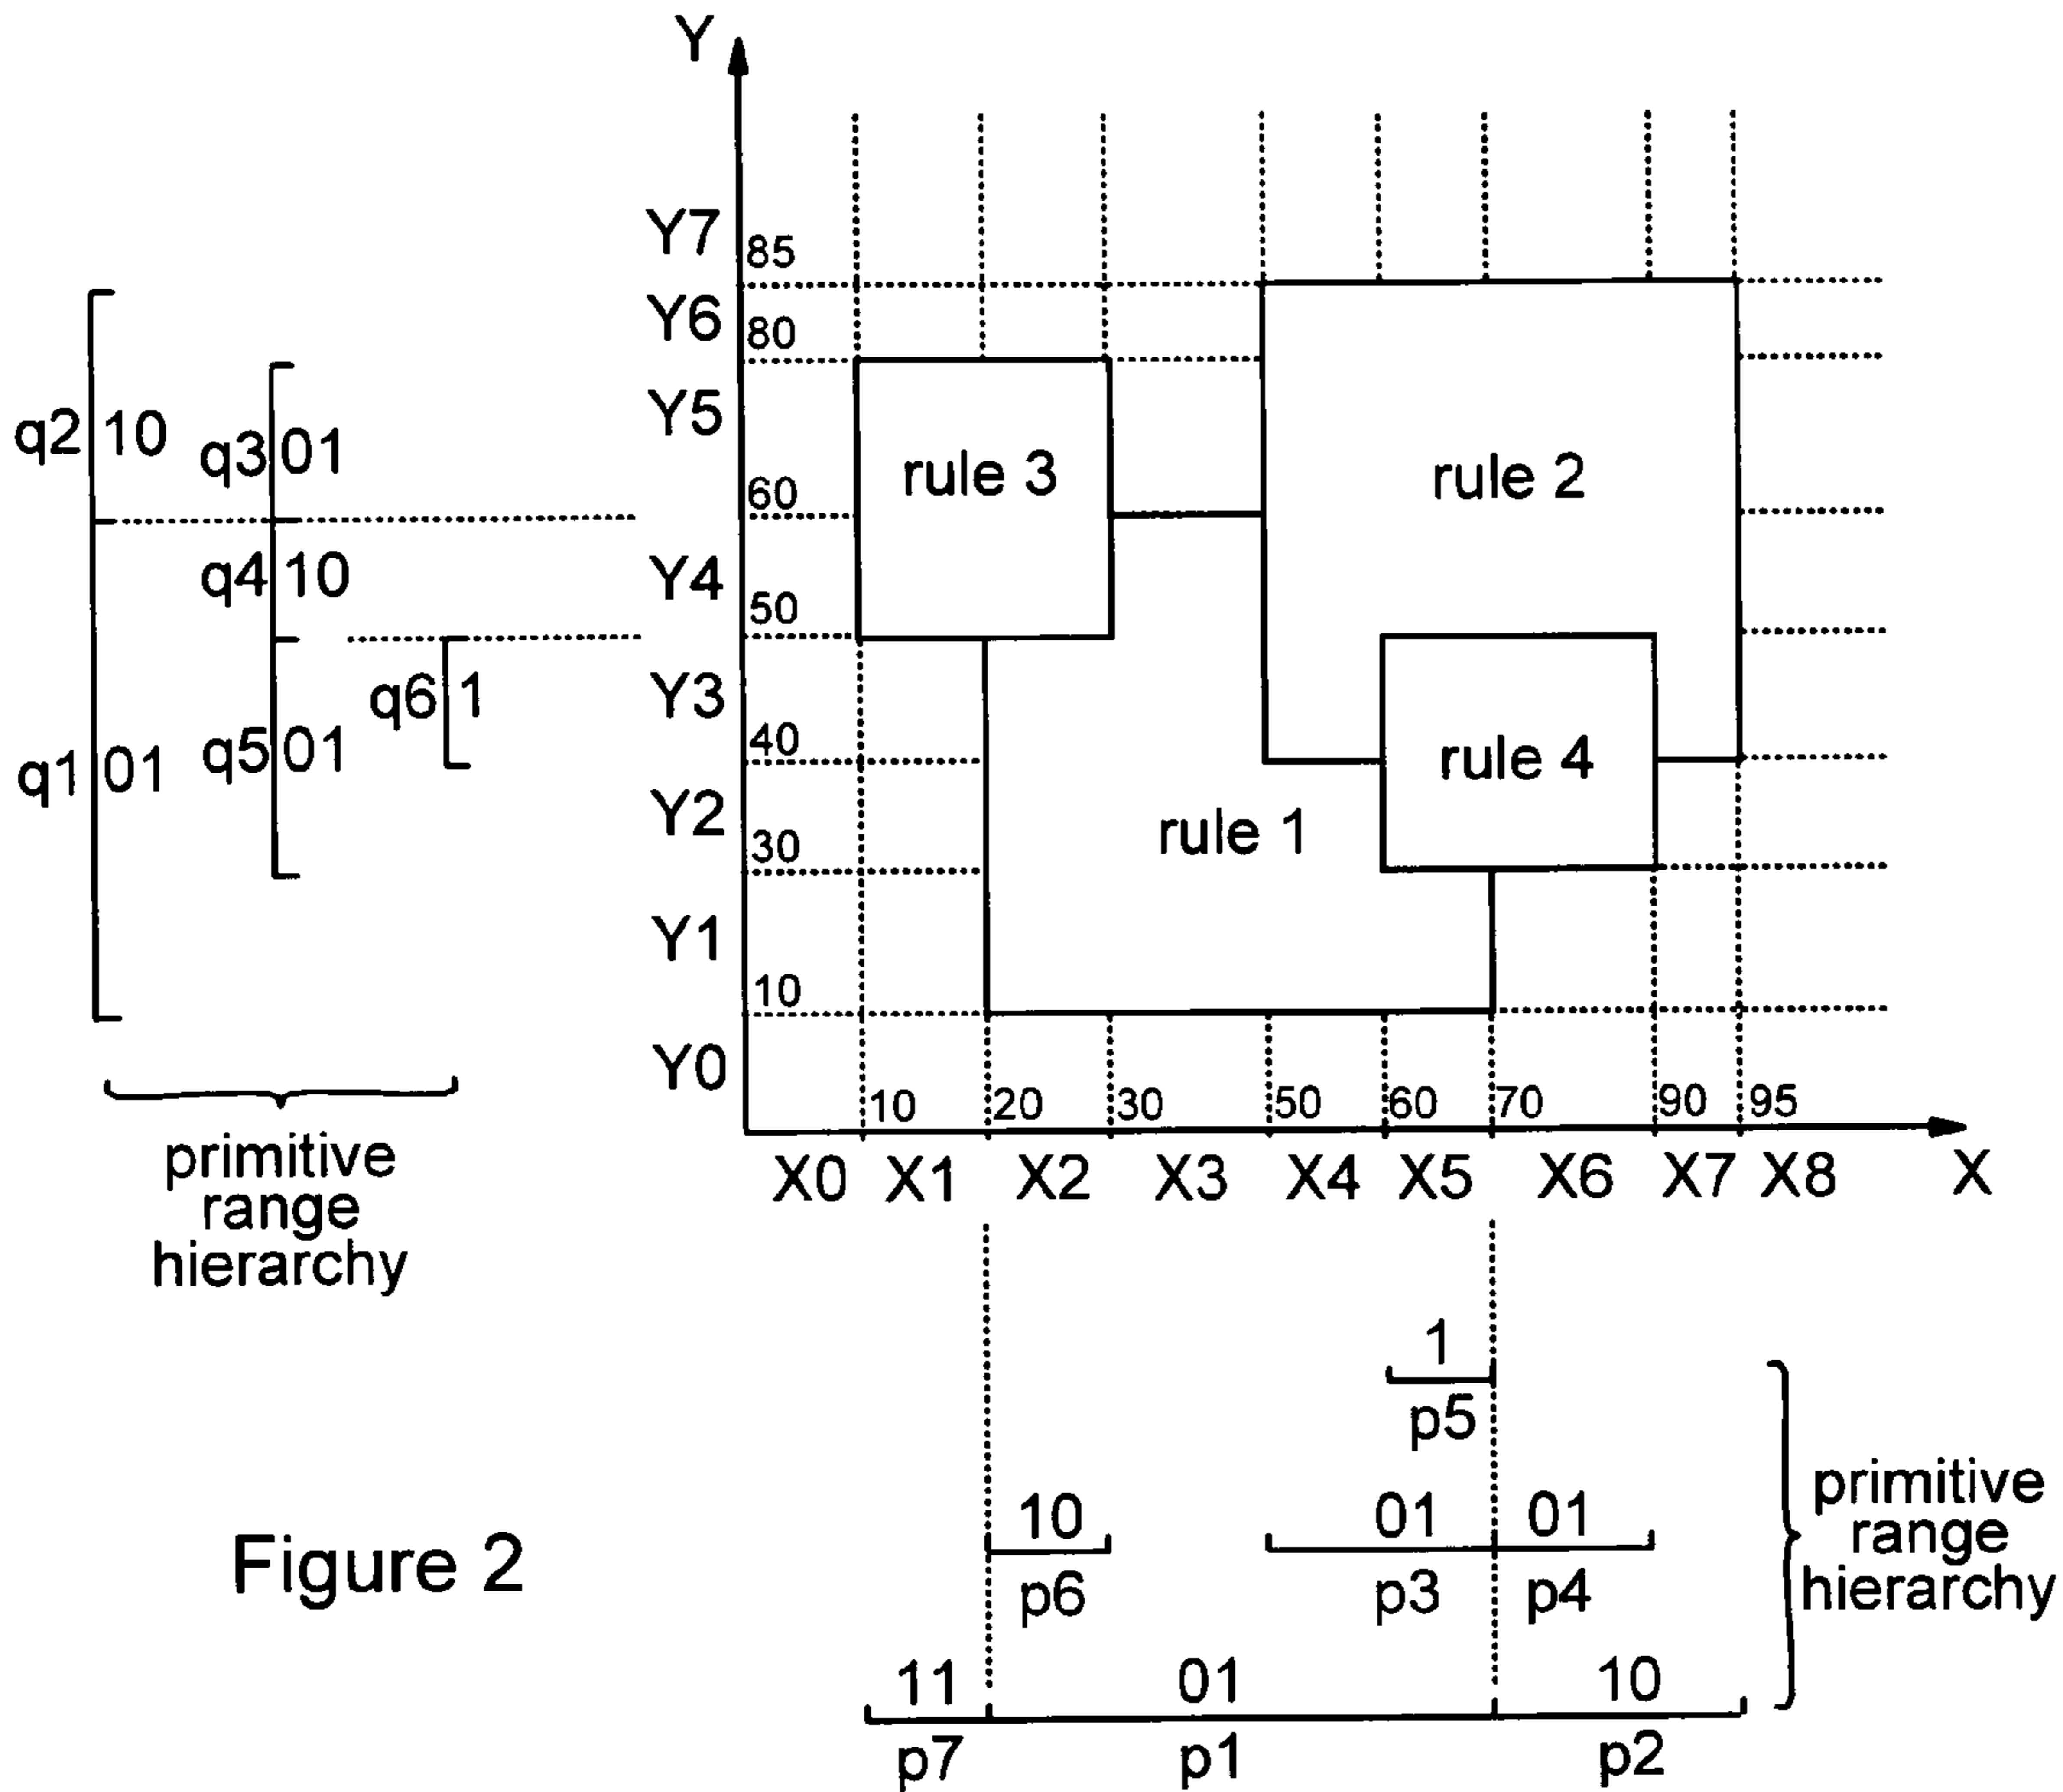 Y
Y7
85
Y6
80
Y5
60
Y4
50
Y3
40
Y2
30
Y1
10
Y0
rule 3
rule 2
rule 4
rule 1
q2 10
q3 01
q4 10
q6 1
q5 01
q1 01
primitive
range
hierarchy
10 20 30 50 60 70 90 95
X0 X1 X2 X3 X4 X5 X6 X7 X8 X
1
p5
10 01 01
p6 p3 p4
11 01 10
p7 p1 p2
primitive
range
hierarchy
Figure 2